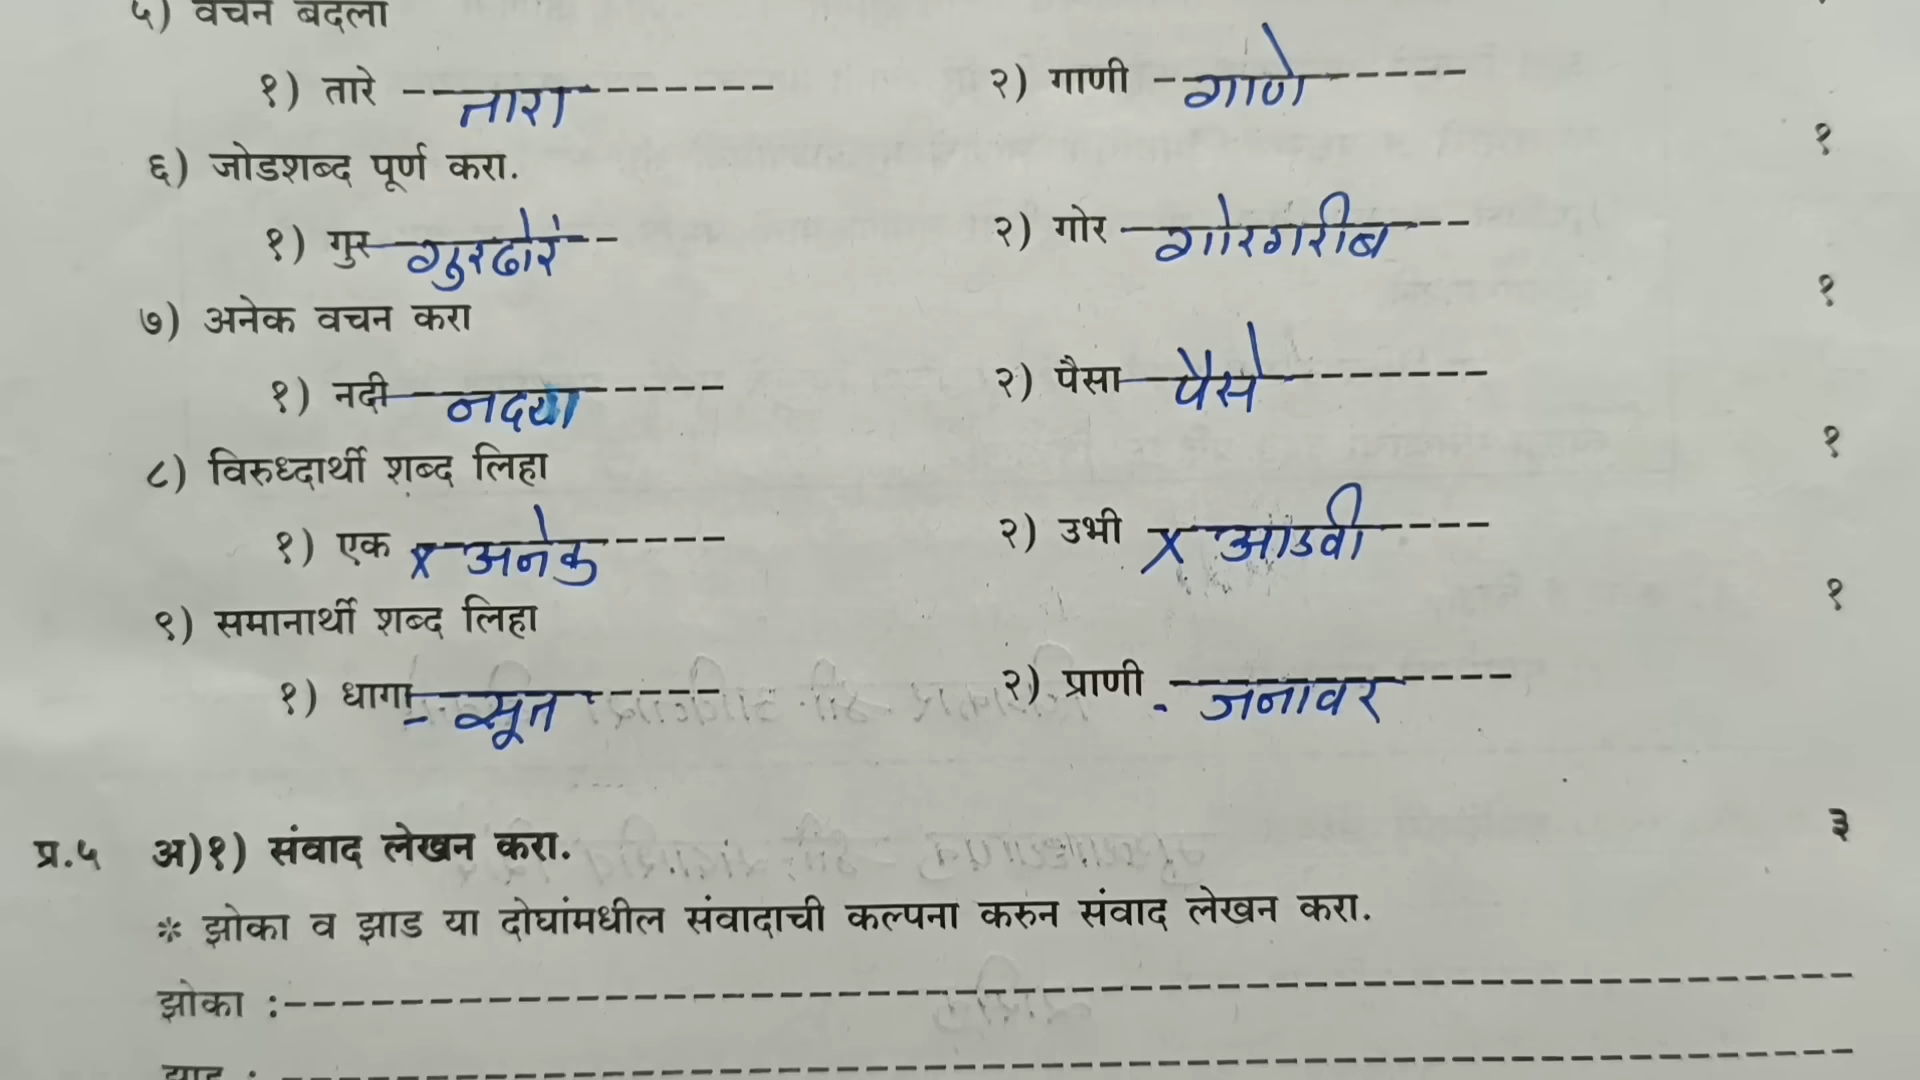 ५) वचन बदला
१) तारे तारा २) गाणी गाणे
१
६) जोडशब्द पूर्ण करा.
१) गुर गुरढोरं २) गोर गोरगरीब
१
७) अनेक वचन करा
१) नदी नद्या २) पैसा पैसे
१
८) विरुध्दार्थी शब्द लिहा
१) एक x अनेक २) उभी x आडवी
१
९) समानार्थी शब्द लिहा
१) धागा - सूत २) प्राणी - जनावर
प्र.५ अ)१) संवाद लेखन करा. ३
* झोका व झाड या दोघांमधील संवादाची कल्पना करुन संवाद लेखन करा.
झोका :
झाड :